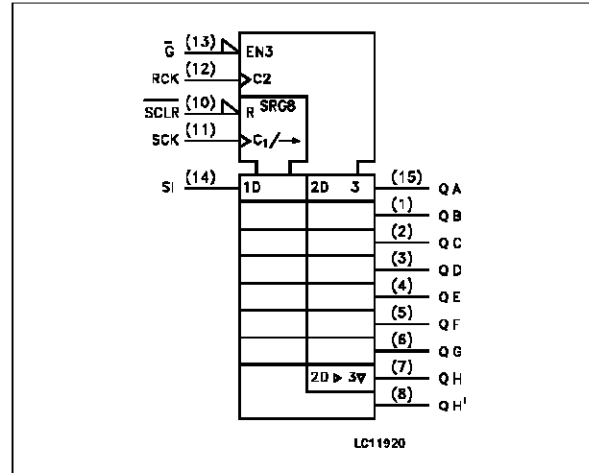 G (13) EN3
RCK (12) C2
SCLR (10) R SRG8
SCK (11) C1/→
SI (14) 1D 2D 3 (15) QA
(1) QB
(2) QC
(3) QD
(4) QE
(5) QF
(6) QG
2D ▷ 3▽ (7) QH
(8) QH'
LC11920